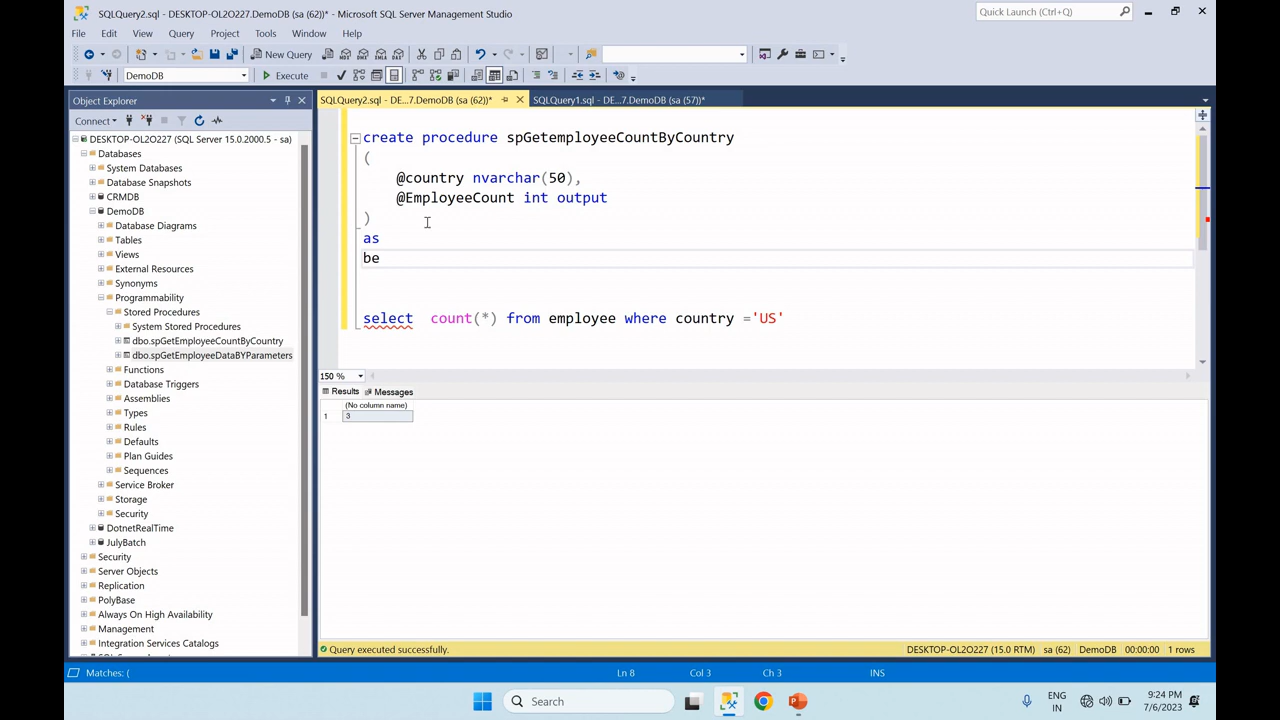 SQLQuery2.sql - DESKTOP-OL2O227.DemoDB (sa (62))* - Microsoft SQL Server Management Studio
Quick Launch (Ctrl+Q)
File Edit View Query Project Tools Window Help
New Query
DemoDB
Execute
Object Explorer
SQLQuery2.sql - DE...7.DemoDB (sa (62))*
SQLQuery1.sql - DE...7.DemoDB (sa (57))*
Connect
DESKTOP-OL2O227 (SQL Server 15.0.2000.5 - sa)
Databases
System Databases
Database Snapshots
CRMDB
DemoDB
Database Diagrams
Tables
Views
External Resources
Synonyms
Programmability
Stored Procedures
System Stored Procedures
dbo.spGetEmployeeCountByCountry
dbo.spGetEmployeeDataBYParameters
Functions
Database Triggers
Assemblies
Types
Rules
Defaults
Plan Guides
Sequences
Service Broker
Storage
Security
DotnetRealTime
JulyBatch
Security
Server Objects
Replication
PolyBase
Always On High Availability
Management
Integration Services Catalogs
create procedure spGetemployeeCountByCountry
(
@country nvarchar(50),
@EmployeeCount int output
)
as
be
select count(*) from employee where country ='US'
150 %
Results Messages
(No column name)
1 3
Query executed successfully.
DESKTOP-OL2O227 (15.0 RTM) sa (62) DemoDB 00:00:00 1 rows
Matches: (
Ln 8 Col 3 Ch 3 INS
Search
ENG
IN
9:24 PM
7/6/2023